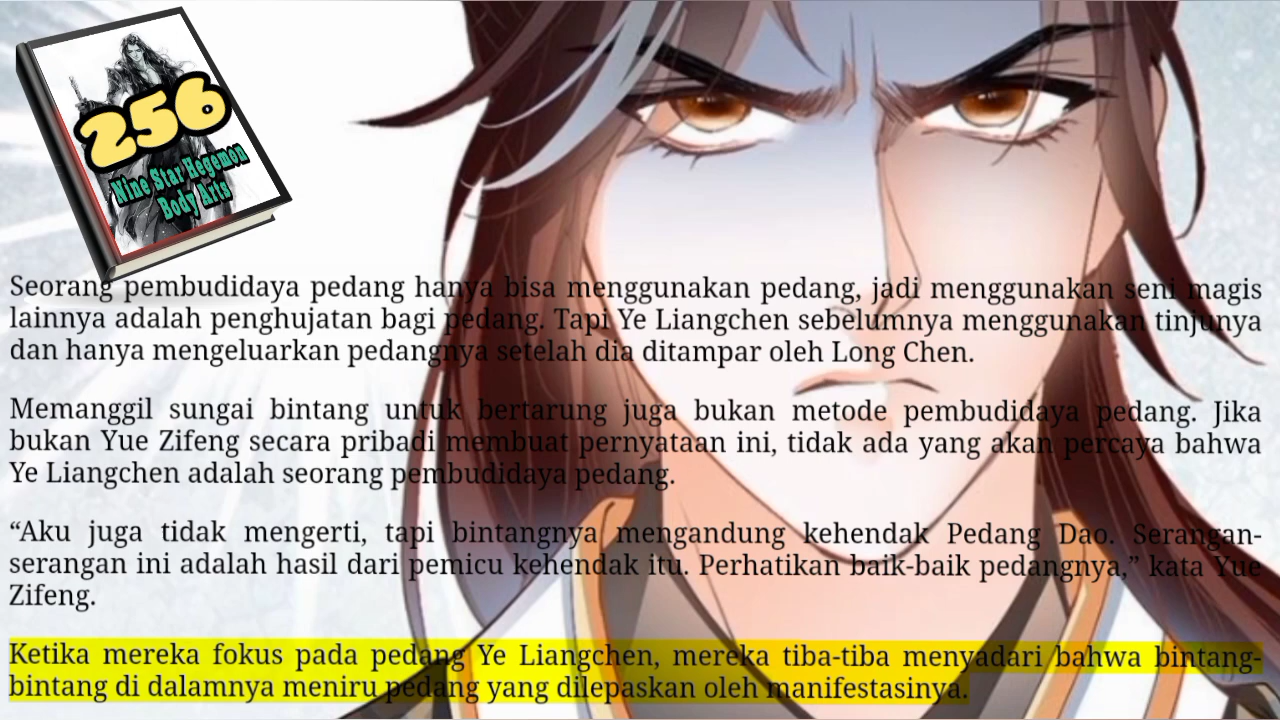 256
Nine Star Hegemon
Body Arts
Seorang pembudidaya pedang hanya bisa menggunakan pedang, jadi menggunakan seni magis
lainnya adalah penghujatan bagi pedang. Tapi Ye Liangchen sebelumnya menggunakan tinjunya
dan hanya mengeluarkan pedangnya setelah dia ditampar oleh Long Chen.
Memanggil sungai bintang untuk bertarung juga bukan metode pembudidaya pedang. Jika
bukan Yue Zifeng secara pribadi membuat pernyataan ini, tidak ada yang akan percaya bahwa
Ye Liangchen adalah seorang pembudidaya pedang.
“Aku juga tidak mengerti, tapi bintangnya mengandung kehendak Pedang Dao. Serangan-
serangan ini adalah hasil dari pemicu kehendak itu. Perhatikan baik-baik pedangnya,” kata Yue
Zifeng.
Ketika mereka fokus pada pedang Ye Liangchen, mereka tiba-tiba menyadari bahwa bintang-
bintang di dalamnya meniru pedang yang dilepaskan oleh manifestasinya.